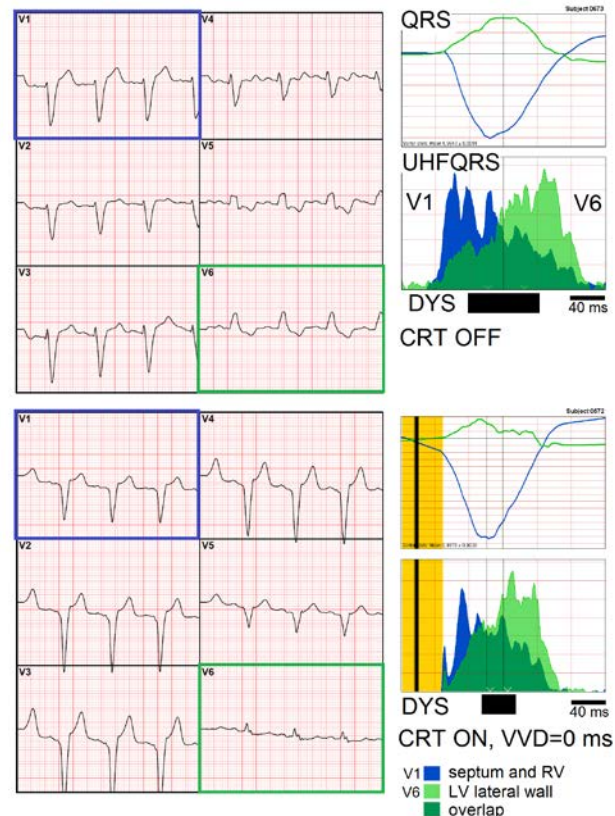 V1
V4
V2
V5
V3
V6
Subject 0673
QRS
UHFQRS
V1
V6
DYS
40 ms
CRT OFF
V1
V4
V2
V5
V3
V6
Subject 0672
DYS
40 ms
CRT ON, VVD=0 ms
V1 septum and RV
V6 LV lateral wall
overlap